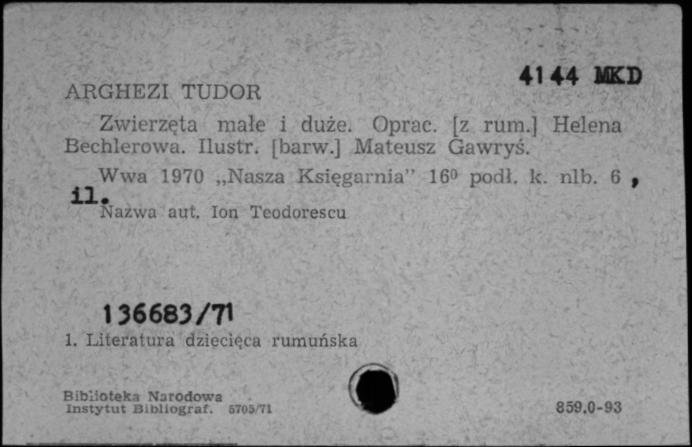 4144 MKD
ARGHEZI TUDOR
Zwierzęta małe i duże. Oprac. [z rum.] Helena
Bechlerowa. Ilustr. [barw.] Mateusz Gawryś.
Wwa 1970 „Nasza Księgarnia” 16⁰ podł. k. nlb. 6 ,
il.
Nazwa aut. Ion Teodorescu
136683/71
1. Literatura dziecięca rumuńska
Biblioteka Narodowa
Instytut Bibliograf. 5705/71
859.0-93